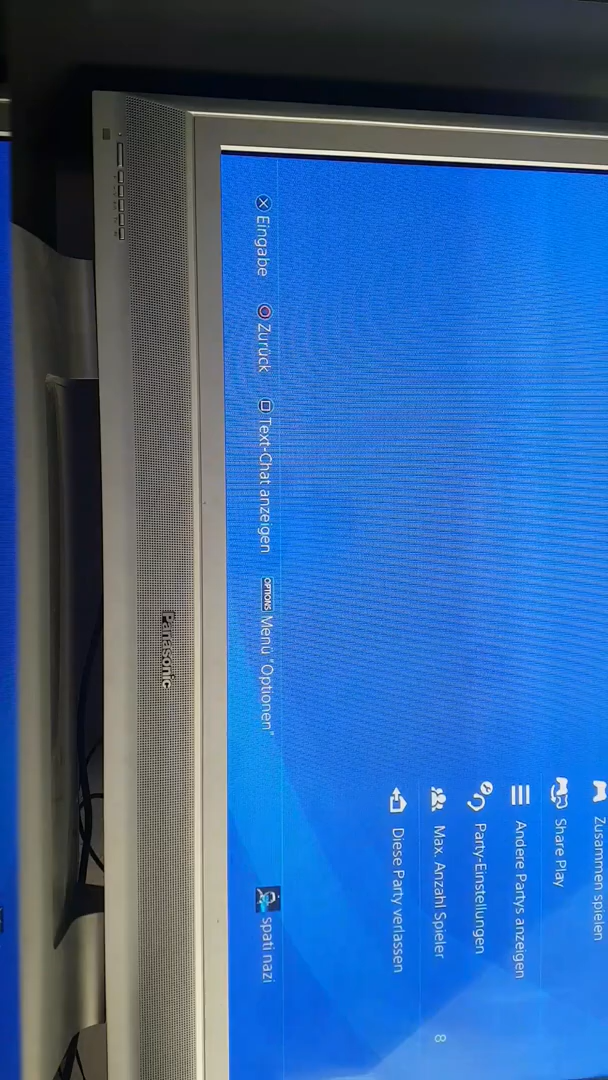 Zusammen spielen
Share Play
Andere Partys anzeigen
Party-Einstellungen
Max. Anzahl Spieler 8
Diese Party verlassen
Eingabe Zurück Text-Chat anzeigen OPTIONS Menü "Optionen" spati nazi
Panasonic